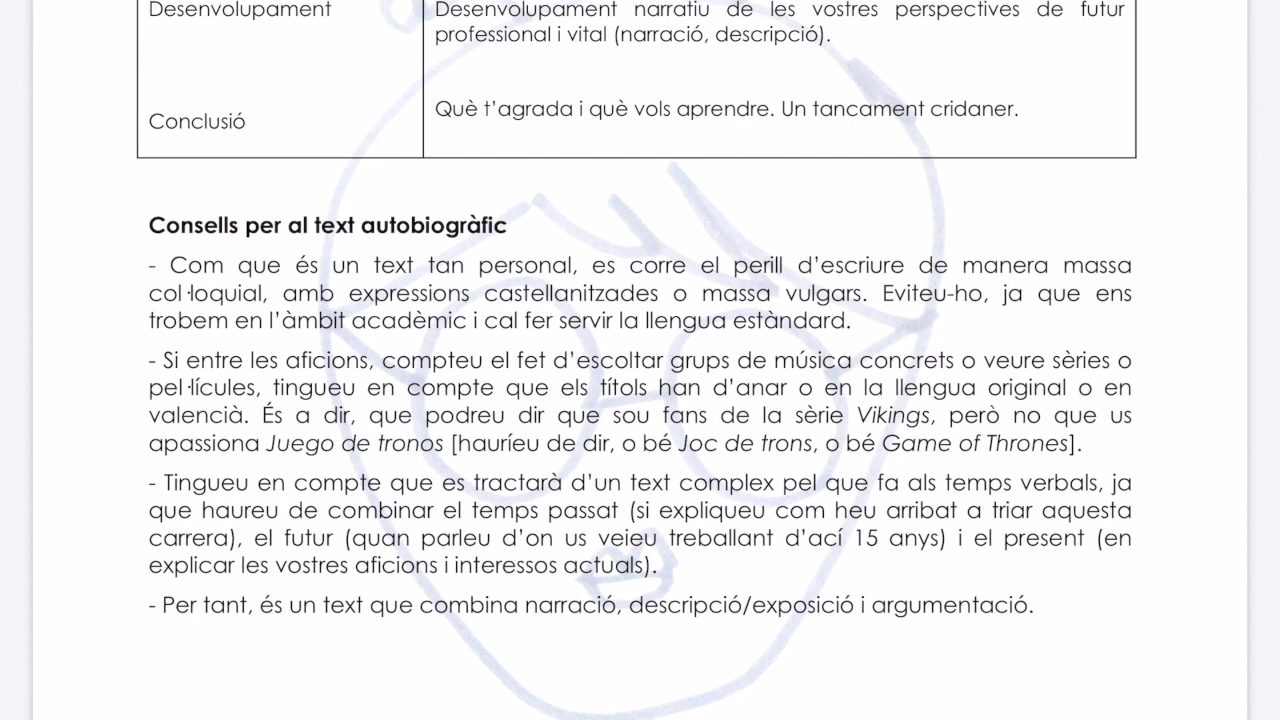 Desenvolupament
Desenvolupament narratiu de les vostres perspectives de futur
professional i vital (narració, descripció).
Conclusió
Què t’agrada i què vols aprendre. Un tancament cridaner.
Consells per al text autobiogràfic
- Com que és un text tan personal, es corre el perill d’escriure de manera massa
col·loquial, amb expressions castellanitzades o massa vulgars. Eviteu-ho, ja que ens
trobem en l’àmbit acadèmic i cal fer servir la llengua estàndard.
- Si entre les aficions, compteu el fet d’escoltar grups de música concrets o veure sèries o
pel·lícules, tingueu en compte que els títols han d’anar o en la llengua original o en
valencià. És a dir, que podreu dir que sou fans de la sèrie Vikings, però no que us
apassiona Juego de tronos [hauríeu de dir, o bé Joc de trons, o bé Game of Thrones].
- Tingueu en compte que es tractarà d’un text complex pel que fa als temps verbals, ja
que haureu de combinar el temps passat (si expliqueu com heu arribat a triar aquesta
carrera), el futur (quan parleu d’on us veieu treballant d’ací 15 anys) i el present (en
explicar les vostres aficions i interessos actuals).
- Per tant, és un text que combina narració, descripció/exposició i argumentació.